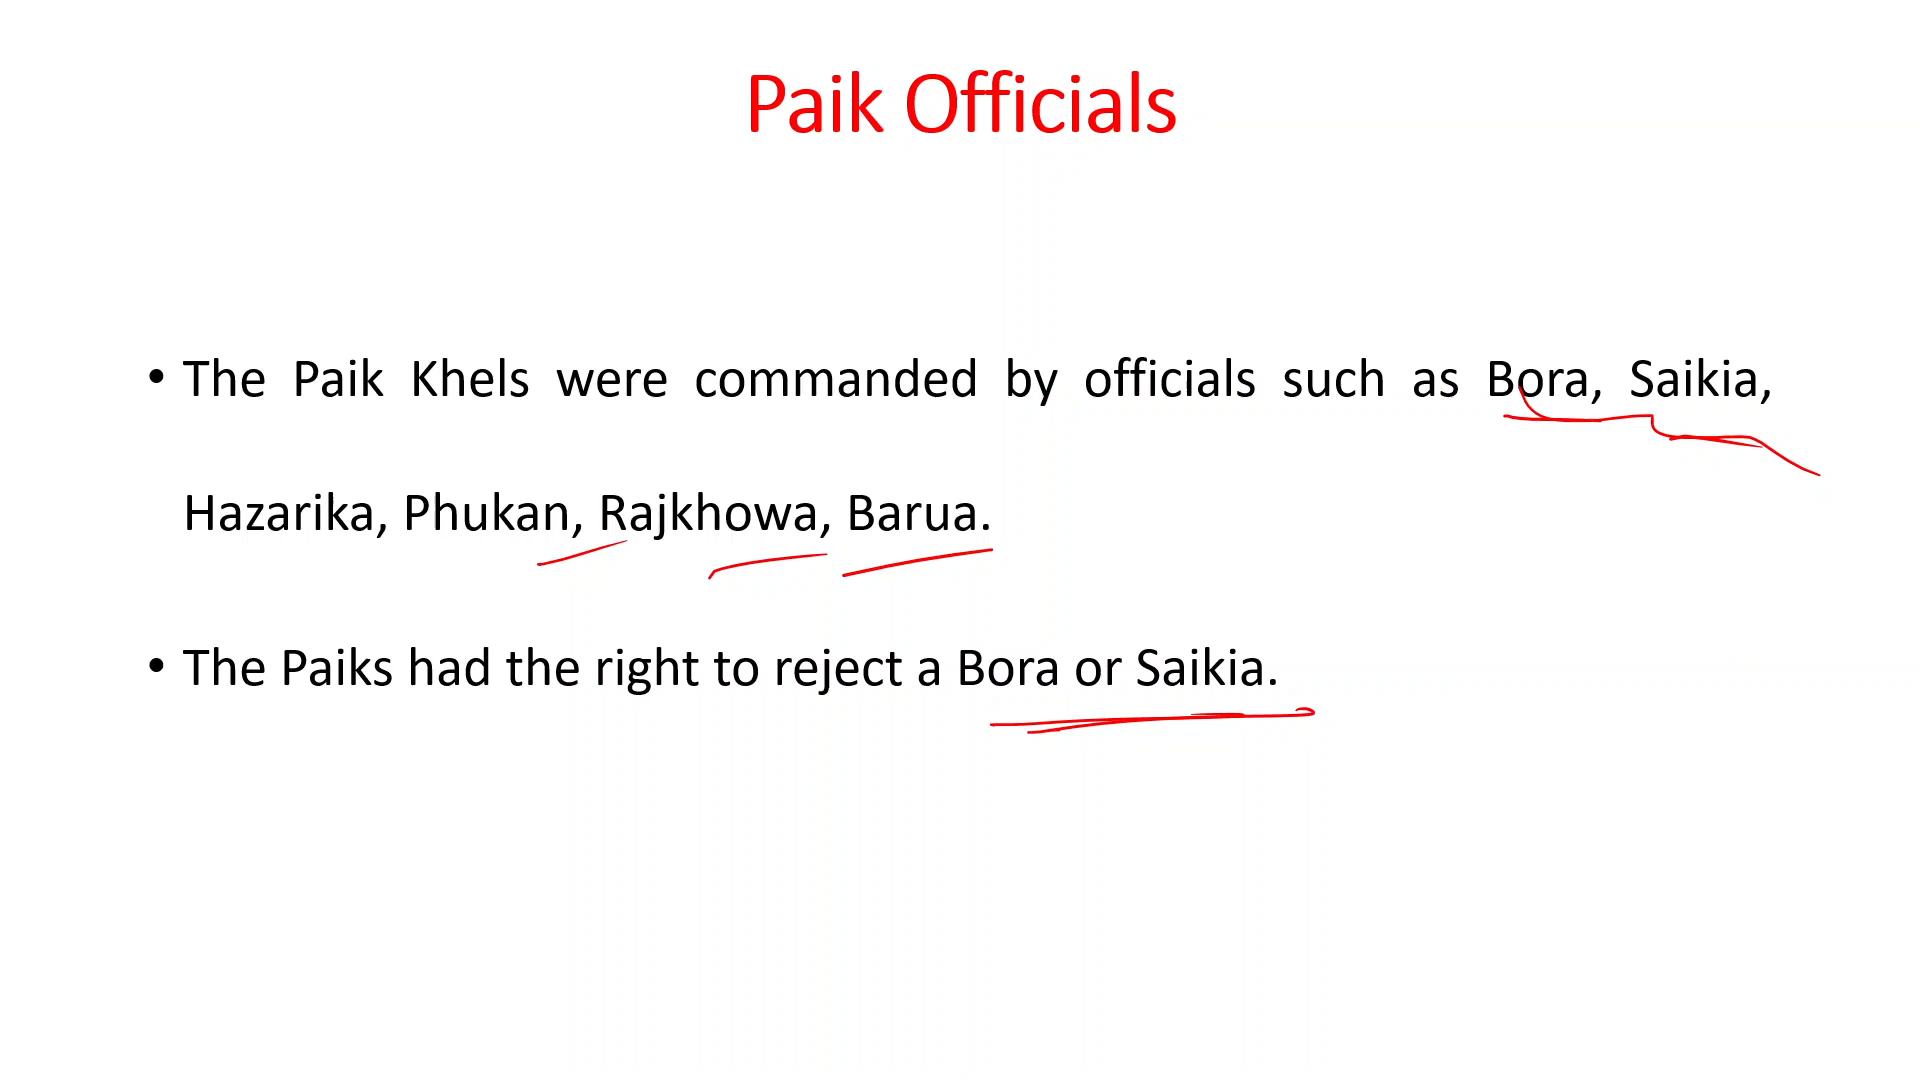 Paik Officials
• The Paik Khels were commanded by officials such as Bora, Saikia,
Hazarika, Phukan, Rajkhowa, Barua.
• The Paiks had the right to reject a Bora or Saikia.